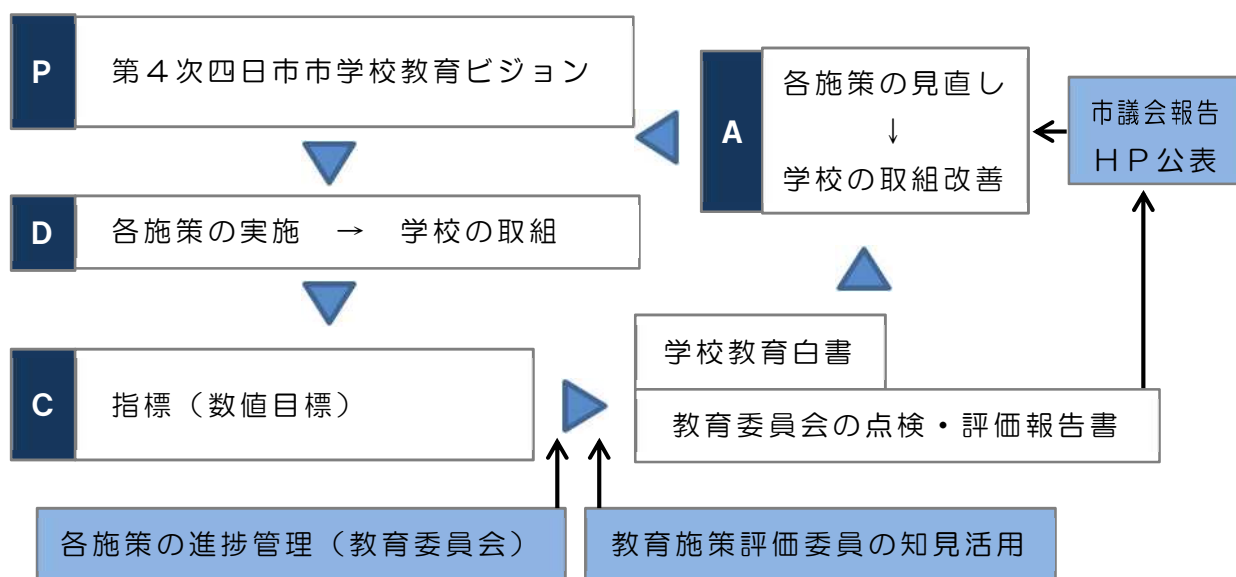 P
第４次四日市市学校教育ビジョン
D
各施策の実施　→　学校の取組
C
指標（数値目標）
各施策の進捗管理（教育委員会）
教育施策評価委員の知見活用
学校教育白書
教育委員会の点検・評価報告書
A
各施策の見直し
↓
学校の取組改善
市議会報告
ＨＰ公表